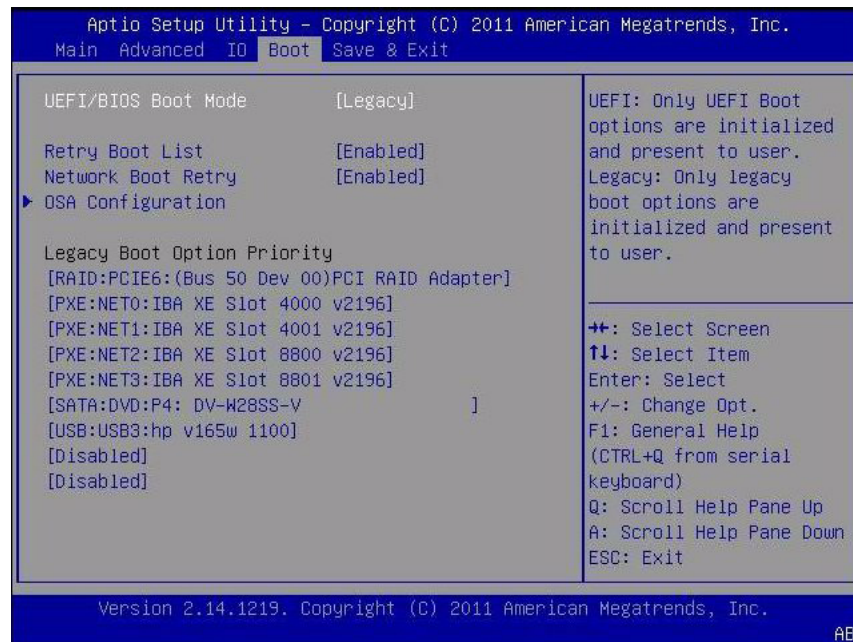 Aptio Setup Utility – Copyright (C) 2011 American Megatrends, Inc.
Main Advanced IO Boot Save & Exit
UEFI/BIOS Boot Mode [Legacy]
Retry Boot List [Enabled]
Network Boot Retry [Enabled]
OSA Configuration
Legacy Boot Option Priority
[RAID:PCIE6:(Bus 50 Dev 00)PCI RAID Adapter]
[PXE:NET0:IBA XE Slot 4000 v2196]
[PXE:NET1:IBA XE Slot 4001 v2196]
[PXE:NET2:IBA XE Slot 8800 v2196]
[PXE:NET3:IBA XE Slot 8801 v2196]
[SATA:DVD:P4: DV-W28SS-V ]
[USB:USB3:hp v165w 1100]
[Disabled]
[Disabled]
UEFI: Only UEFI Boot
options are initialized
and present to user.
Legacy: Only legacy
boot options are
initialized and present
to user.
→←: Select Screen
↑↓: Select Item
Enter: Select
+/-: Change Opt.
F1: General Help
(CTRL+Q from serial
keyboard)
Q: Scroll Help Pane Up
A: Scroll Help Pane Down
ESC: Exit
Version 2.14.1219. Copyright (C) 2011 American Megatrends, Inc.
AB